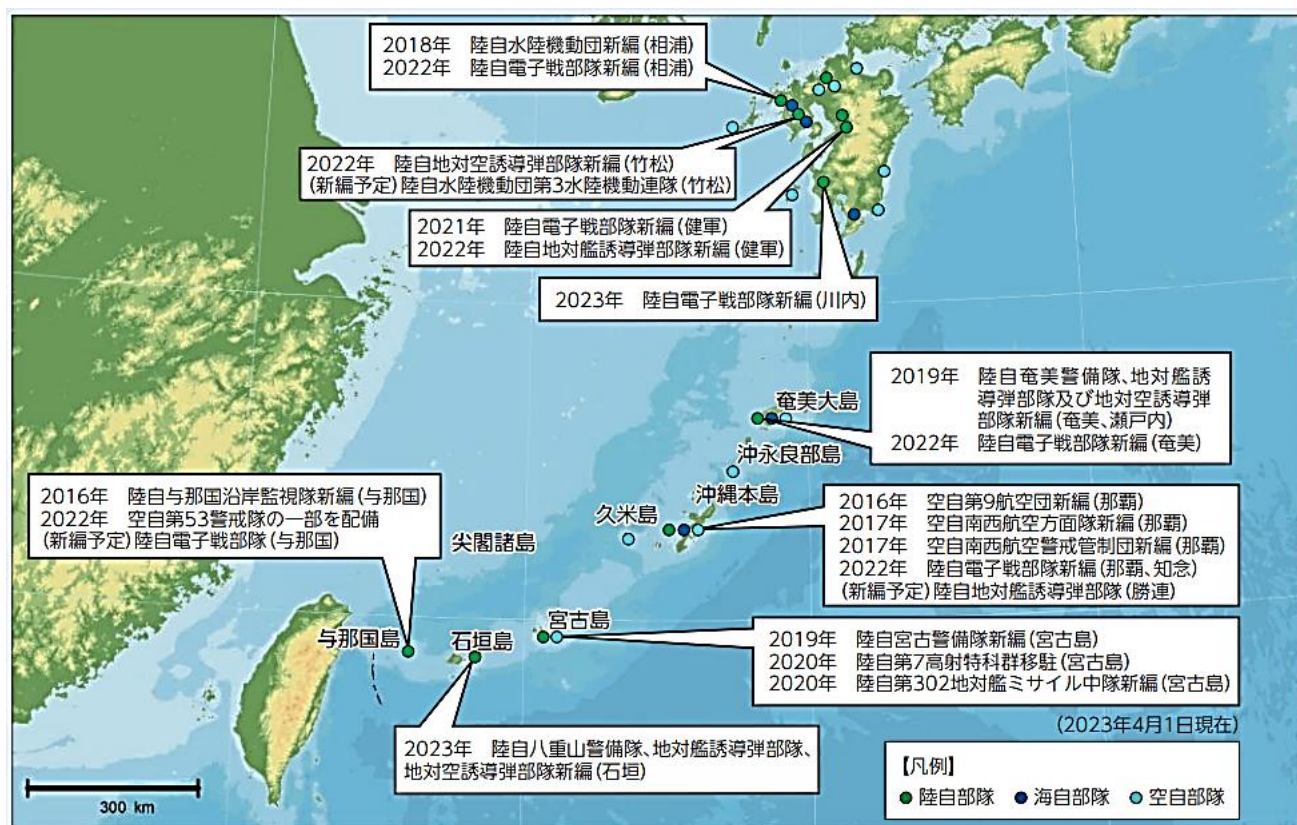 2018年　陸自水陸機動団新編(相浦)
2022年　陸自電子戦部隊新編(相浦)
2022年　陸自地対空誘導弾部隊新編(竹松)
(新編予定)陸自水陸機動団第3水陸機動連隊(竹松)
2021年　陸自電子戦部隊新編(健軍)
2022年　陸自地対艦誘導弾部隊新編(健軍)
2023年　陸自電子戦部隊新編(川内)
2019年　陸自奄美警備隊、地対艦誘
導弾部隊及び地対空誘導弾
部隊新編(奄美、瀬戸内)
2022年　陸自電子戦部隊新編(奄美)
奄美大島
沖永良部島
沖縄本島
久米島
尖閣諸島
2016年　陸自与那国沿岸監視隊新編(与那国)
2022年　空自第53警戒隊の一部を配備
(新編予定)陸自電子戦部隊(与那国)
2016年　空自第9航空団新編(那覇)
2017年　空自南西航空方面隊新編(那覇)
2017年　空自南西航空警戒管制団新編(那覇)
2022年　陸自電子戦部隊新編(那覇、知念)
(新編予定)陸自地対艦誘導弾部隊(勝連)
宮古島
石垣島
与那国島
2019年　陸自宮古警備隊新編(宮古島)
2020年　陸自第7高射特科群移駐(宮古島)
2020年　陸自第302地対艦ミサイル中隊新編(宮古島)
(2023年4月1日現在)
2023年　陸自八重山警備隊、地対艦誘導弾部隊、
地対空誘導弾部隊新編(石垣)
【凡例】
陸自部隊　海自部隊　空自部隊
300 km